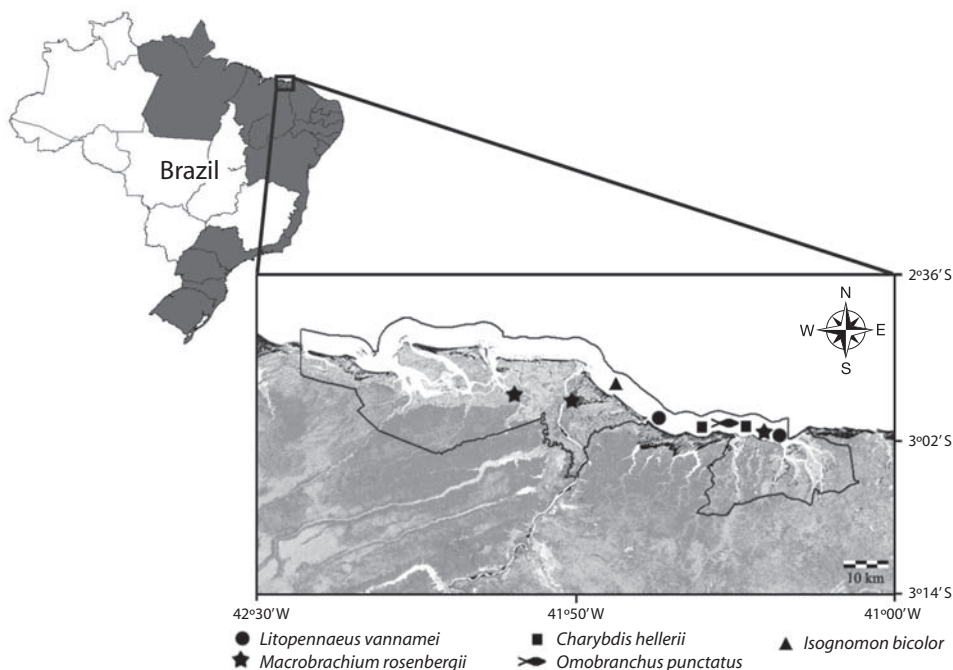 Brazil
2°36′S
N
W E
S
3°02′S
10 km
3°14′S
42°30′W 41°50′W 41°00′W
Litopennaeus vannamei Charybdis hellerii Isognomon bicolor
Macrobrachium rosenbergii Omobranchus punctatus